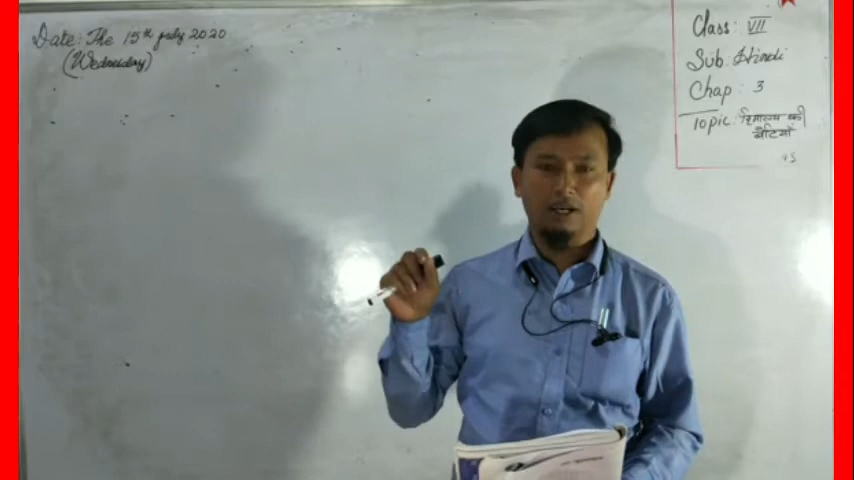 Date: The 15th july 2020
(Wednesday)
Class: VII
Sub: Hindi
Chap: 3
Topic: हिमालय की
बेटियाँ